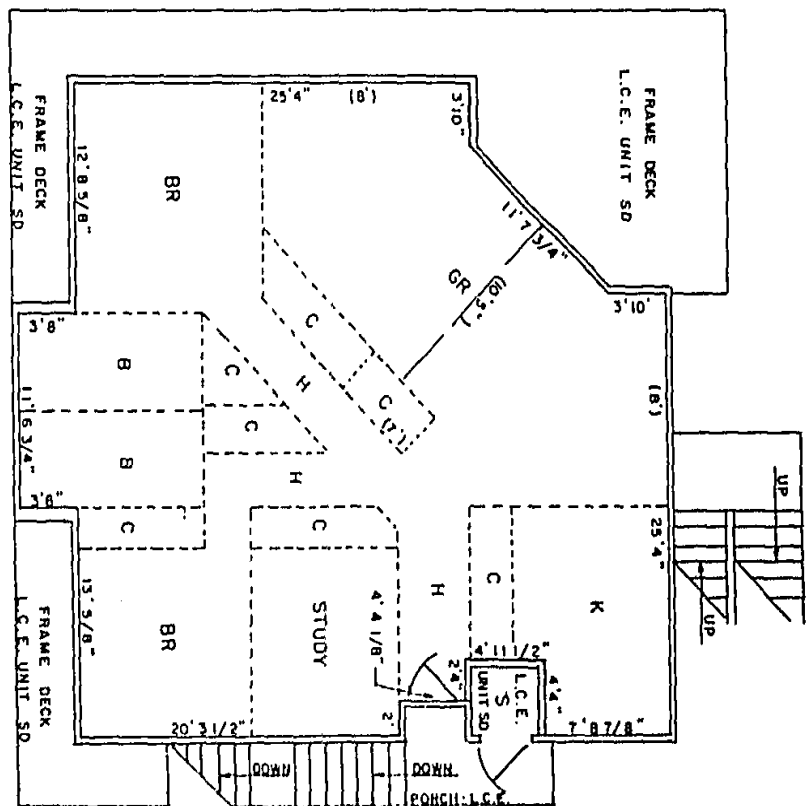 FRAME DECK
L.C.E. UNIT SD
25'4" (8')
3'10"
FRAME DECK
L.C.E. UNIT SD
12'8 5/8"
BR
11'7 3/4"
GR
(10'5")
3'10'
3'8"
C
B
C
H
C
(7')
(8')
11'6 3/4"
C
B
H
UP
3'8"
C
C
C
25'4"
K
UP
FRAME DECK
L.C.E. UNIT SD
13'5/8"
BR
STUDY
H
4'4 1/8"
4'11 1/2"
2'4"
L.C.E.
S
UNIT SD
4'4"
20'3 1/2"
2'
7'8 7/8"
DOWN
DOWN
PORCH-L.C.E.